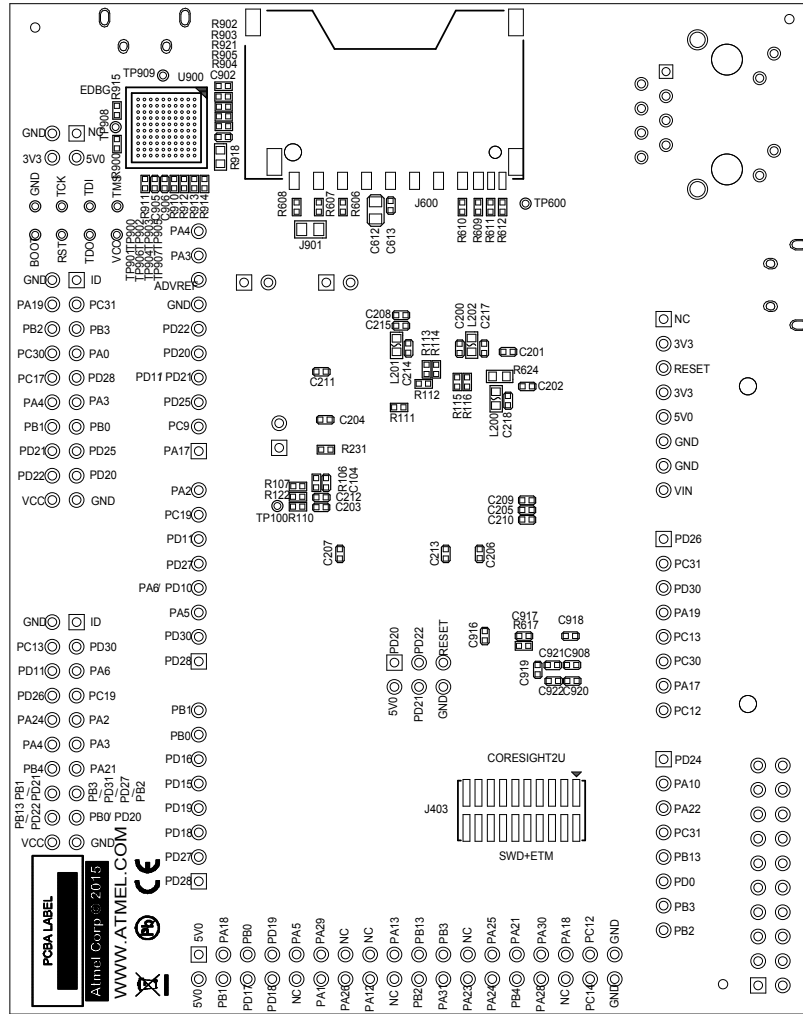 R902
R903
R921
R905
R904
C902
TP909
U900
EDBG
R915
TP908
R900
R918
GND
NC
3V3
5V0
GND
TCK
TDI
TMS
BOOT
RST
TDO
VCC
R911
C905
C906
R910
R912
R913
R914
TP901TP900
TP906TP902
TP904TP903
TP907TP905
R608
R607
R606
J901
C612
C613
J600
R610
R609
R611
R612
TP600
PA4
PA3
ADVREF
GND
PD22
PD20
PD11/ PD21
PD25
PC9
PA17
GND
ID
PA19
PC31
PB2
PB3
PC30
PA0
PC17
PD28
PA4
PA3
PB1
PB0
PD21
PD25
PD22
PD20
VCC
GND
C208
C215
L201
C214
R113
R114
R112
R111
C200
L202
C217
C201
R624
C202
R115
R116
L200
C218
C211
C204
R231
R107
R122
R106
C104
C212
C203
TP100R110
C209
C205
C210
C207
C213
C206
NC
3V3
RESET
3V3
5V0
GND
GND
VIN
PA2
PC19
PD11
PD27
PA6/ PD10
PA5
PD30
PD28
PD26
PC31
PD30
PA19
PC13
PC30
PA17
PC12
GND
ID
PC13
PD30
PD11
PA6
PD26
PC19
PA24
PA2
PA4
PA3
PB4
PA21
PB1
/PD21
PB3
/PD31
/PD27
/PB2
PB13
/PD22
PB0/ PD20
VCC
GND
PD20
PD22
RESET
5V0
PD21
GND
C916
C917
R617
C918
C919
C921
C908
C922
C920
PB1
PB0
PD16
PD15
PD19
PD18
PD27
PD28
CORESIGHT20
J403
SWD+ETM
PD24
PA10
PA22
PC31
PB13
PD0
PB3
PB2
PCBA LABEL
Atmel Corp © 2015
WWW.ATMEL.COM
Pb
CE
5V0
PA18
PB0
PD19
PA5
PA29
NC
NC
PA13
PB13
PB3
NC
PA25
PA21
PA30
PA18
PC12
GND
5V0
PB1
PD17
PD18
NC
PA1
PA26
PA12
NC
PB2
PA31
PA23
PA24
PB4
PA28
NC
PC14
GND